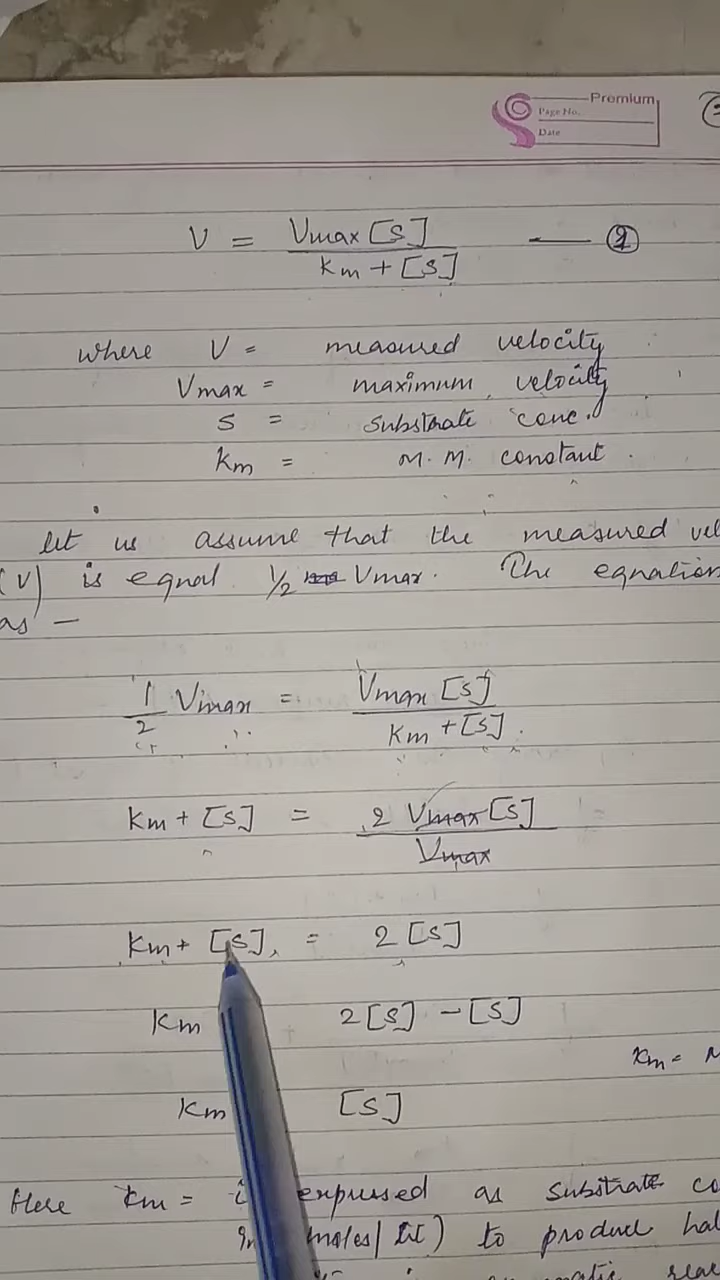 Premium
Page No.
Date
V = Vmax [S] / Km + [S] —
where V = measured velocity
Vmax = maximum velocity
S = substrate conc.
Km = M.M. constant.
let us assume that the measured vel
(V) is equal 1/2 Vmax. The equation
as —
1/2 Vmax = Vmax [S] / Km + [S].
Km + [S] = 2 Vmax [S] / Vmax
Km + [S] = 2 [S]
Km 2[S] - [S]
Km =
Km [S]
Here Km = expressed as substrate co
moles/lit) to produce hal